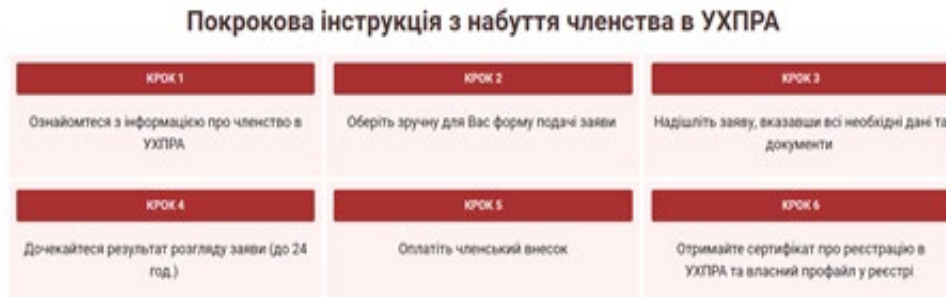 Покрокова інструкція з набуття членства в УХПРА
КРОК 1
Ознайомтеся з інформацією про членство в
УХПРА
КРОК 2
Оберіть зручну для Вас форму подачі заяви
КРОК 3
Надішліть заяву, вказавши всі необхідні дані та
документи
КРОК 4
Дочекайтеся результат розгляду заяви (до 24
год.)
КРОК 5
Оплатіть членський внесок
КРОК 6
Отримайте сертифікат про реєстрацію в
УХПРА та власний профайл у реєстрі